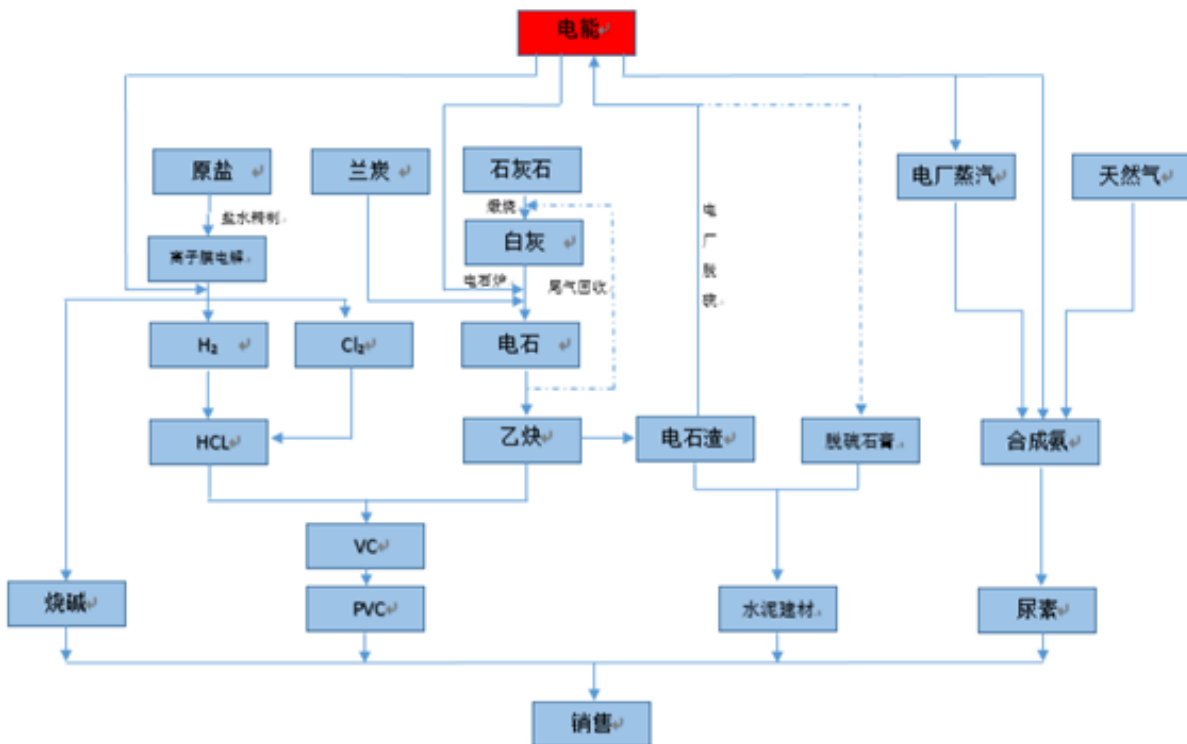 电能
原盐
兰炭
石灰石
电厂蒸汽
天然气
盐水精制
煅烧
白灰
电厂脱硫
离子膜电解
电石炉
尾气回收
H₂
Cl₂
电石
HCL
乙炔
电石渣
脱硫石膏
合成氨
VC
烧碱
PVC
水泥建材
尿素
销售